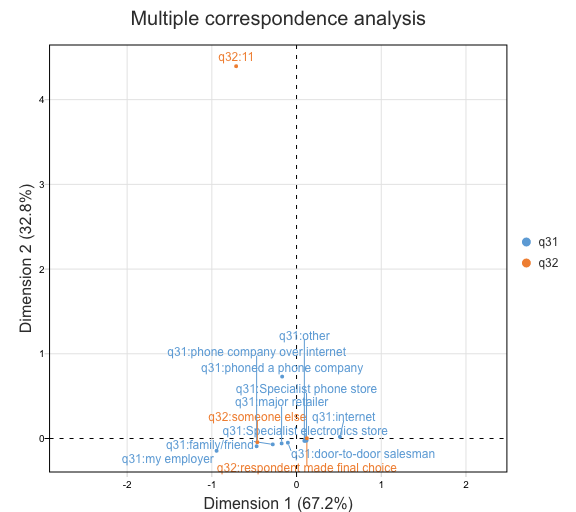 Multiple correspondence analysis
q32:11
4
3
2
1
0
Dimension 2 (32.8%)
q31
q32
q31:other
q31:phone company over internet
q31:phoned a phone company
q31:Specialist phone store
q31:major retailer
q32:someone else
q31:internet
q31:Specialist electronics store
q31:family/friend
q31:door-to-door salesman
q31:my employer
q32:respondent made final choice
-2
-1
0
1
2
Dimension 1 (67.2%)